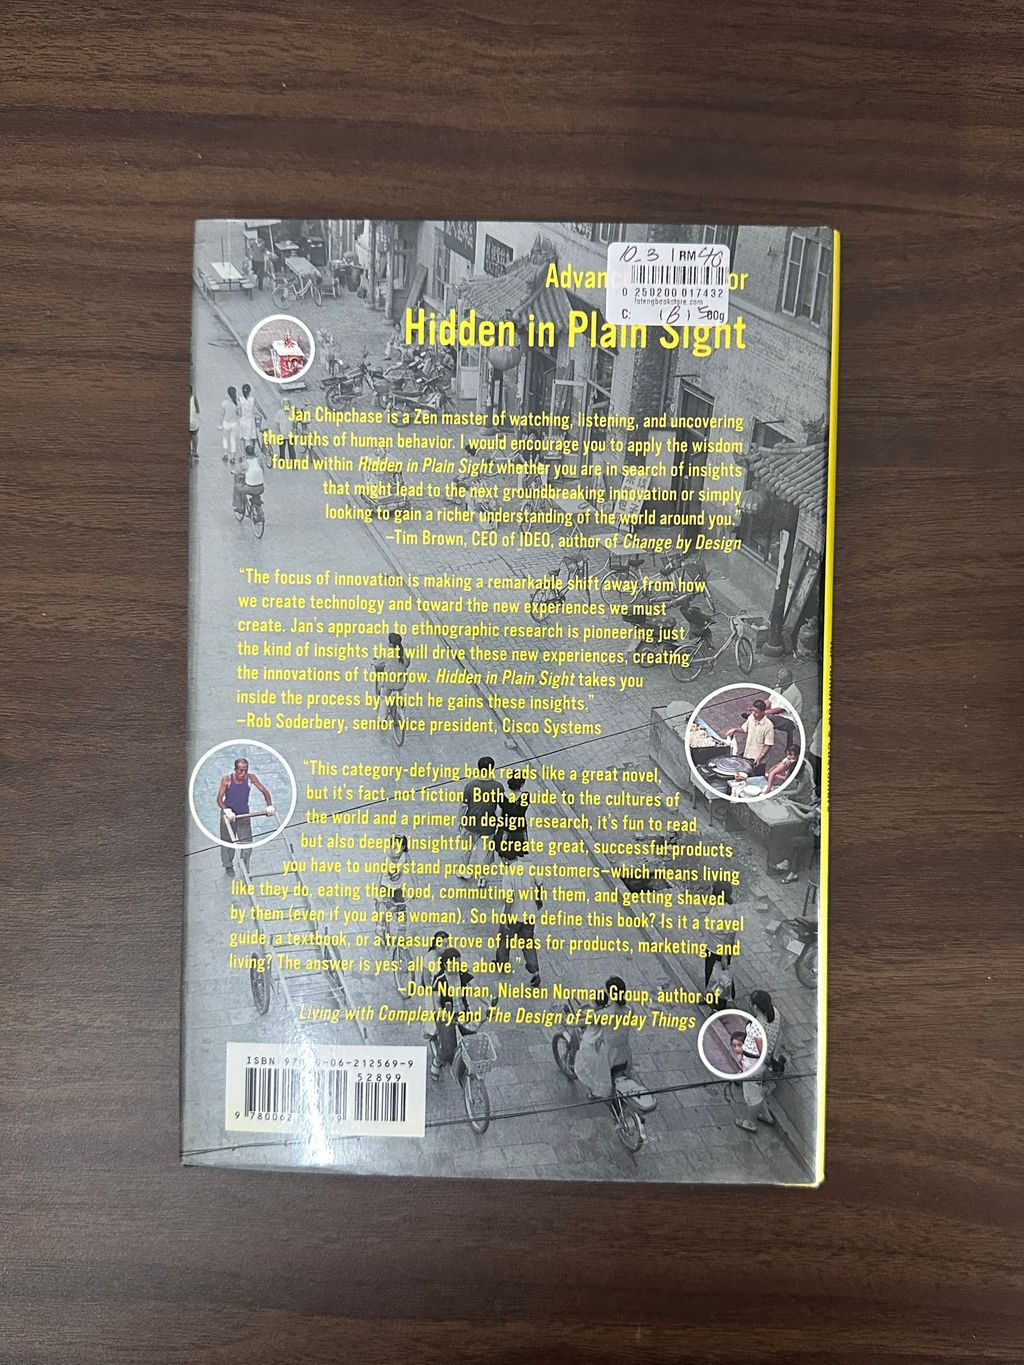 10_3 | RM 40
0 250200 017432
fotengbookstore.com
C: ( B ) 500g
Advan or
Hidden in Plain Sight
"Jan Chipchase is a Zen master of watching, listening, and uncovering
the truths of human behavior. I would encourage you to apply the wisdom
found within Hidden in Plain Sight whether you are in search of insights
that might lead to the next groundbreaking innovation or simply
looking to gain a richer understanding of the world around you."
–Tim Brown, CEO of IDEO, author of Change by Design
"The focus of innovation is making a remarkable shift away from how
we create technology and toward the new experiences we must
create. Jan's approach to ethnographic research is pioneering just
the kind of insights that will drive these new experiences, creating
the innovations of tomorrow. Hidden in Plain Sight takes you
inside the process by which he gains these insights."
–Rob Soderbery, senior vice president, Cisco Systems
"This category-defying book reads like a great novel,
but it's fact, not fiction. Both a guide to the cultures of
the world and a primer on design research, it's fun to read
but also deeply insightful. To create great, successful products
you have to understand prospective customers—which means living
like they do, eating their food, commuting with them, and getting shaved
by them (even if you are a woman). So how to define this book? Is it a travel
guide, a textbook, or a treasure trove of ideas for products, marketing, and
living? The answer is yes: all of the above."
–Don Norman, Nielsen Norman Group, author of
Living with Complexity and The Design of Everyday Things
ISBN 978-0-06-212569-9
52899